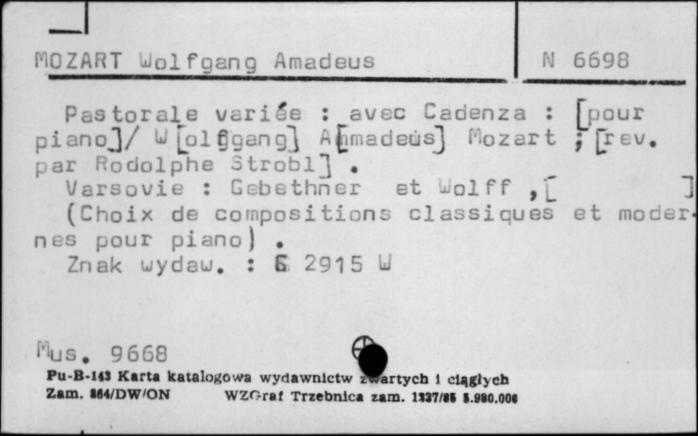 MOZART Wolfgang Amadeus N 6698
Pastorale variée : avec Cadenza : [pour
piano]/ W[olfgang] A[mmadeus] Mozart ; [rev.
par Rodolphe Strobl] .
Varsovie : Gebethner et Wolff ,[ ]
(Choix de compositions classiques et moder-
nes pour piano) .
Znak wydaw. : G 2915 W
Mus. 9668
Pu-B-143 Karta katalogowa wydawnictw zwartych i ciągłych
Zam. 864/DW/ON WZGraf Trzebnica zam. 1237/85 5.980.000